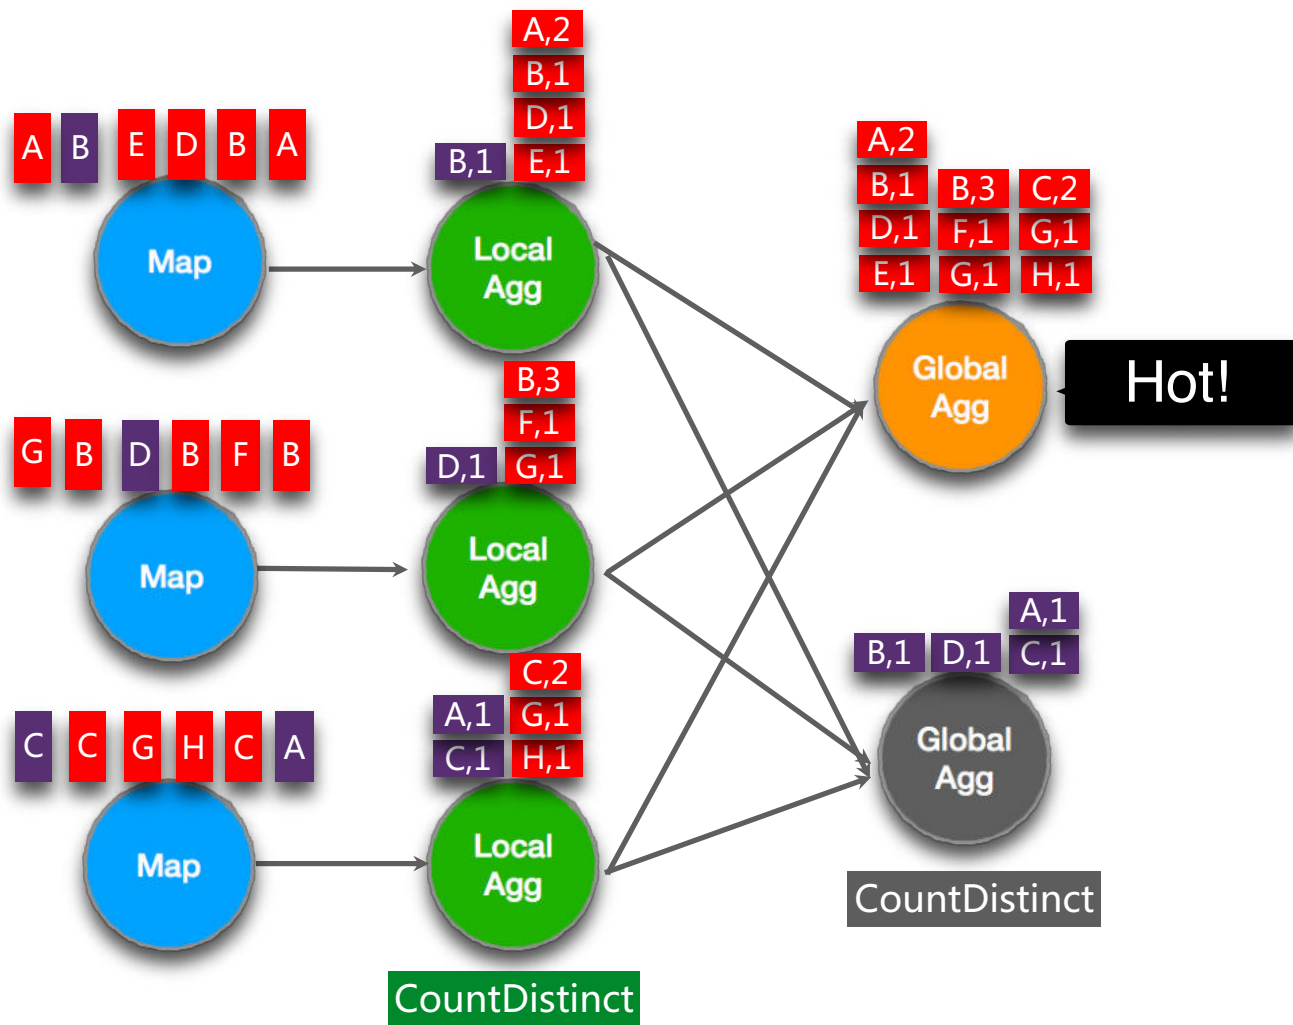 A,2
B,1
D,1
B,1 E,1
A B E D B A
Map
Local
Agg
A,2
B,1 B,3 C,2
D,1 F,1 G,1
E,1 G,1 H,1
Global
Agg
Hot!
B,3
F,1
D,1 G,1
G B D B F B
Map
Local
Agg
C,2
A,1 G,1
C,1 H,1
C C G H C A
Map
Local
Agg
A,1
B,1 D,1 C,1
Global
Agg
CountDistinct
CountDistinct